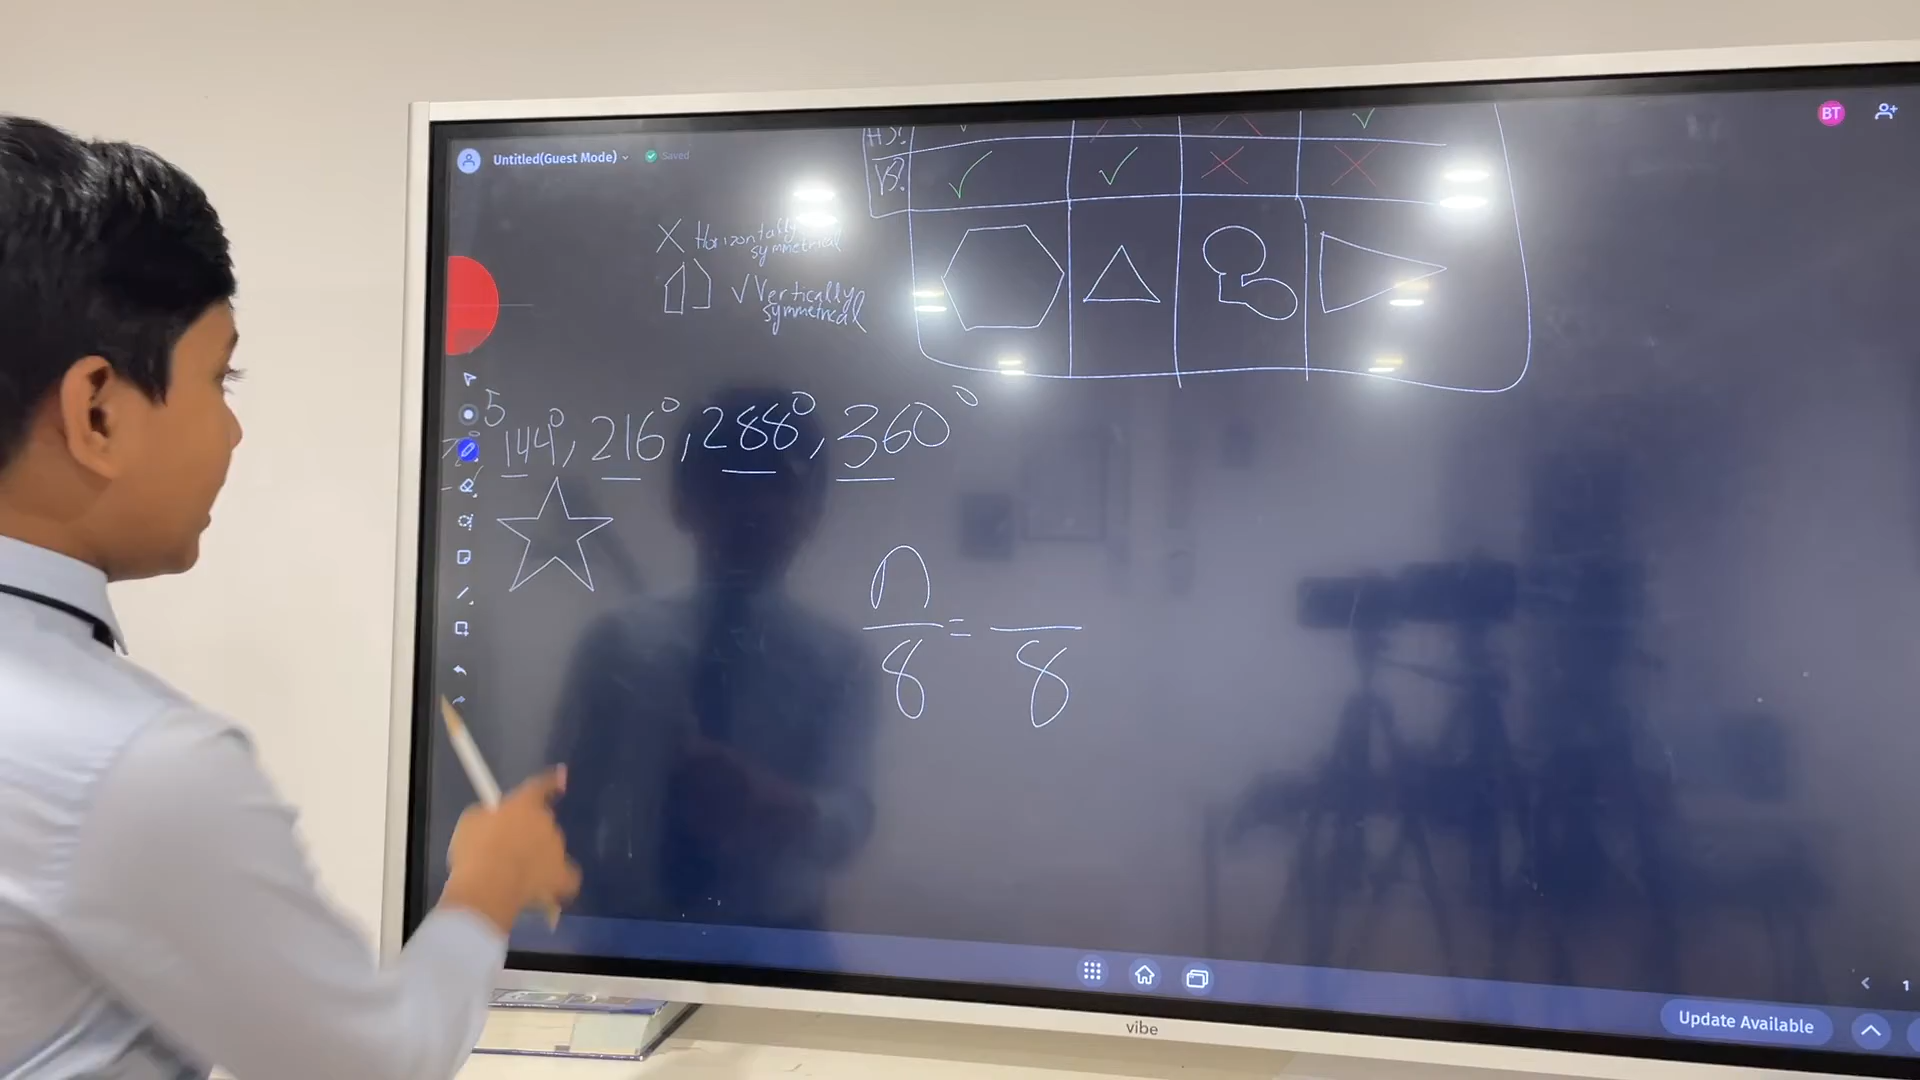 BT
Untitled(Guest Mode)
Saved
HS?
VS?
X Horizontally
symmetrical
√ Vertically
symmetrical
5
72° 144°, 216°, 288°, 360°
n/8 = /8
1
Update Available
vibe